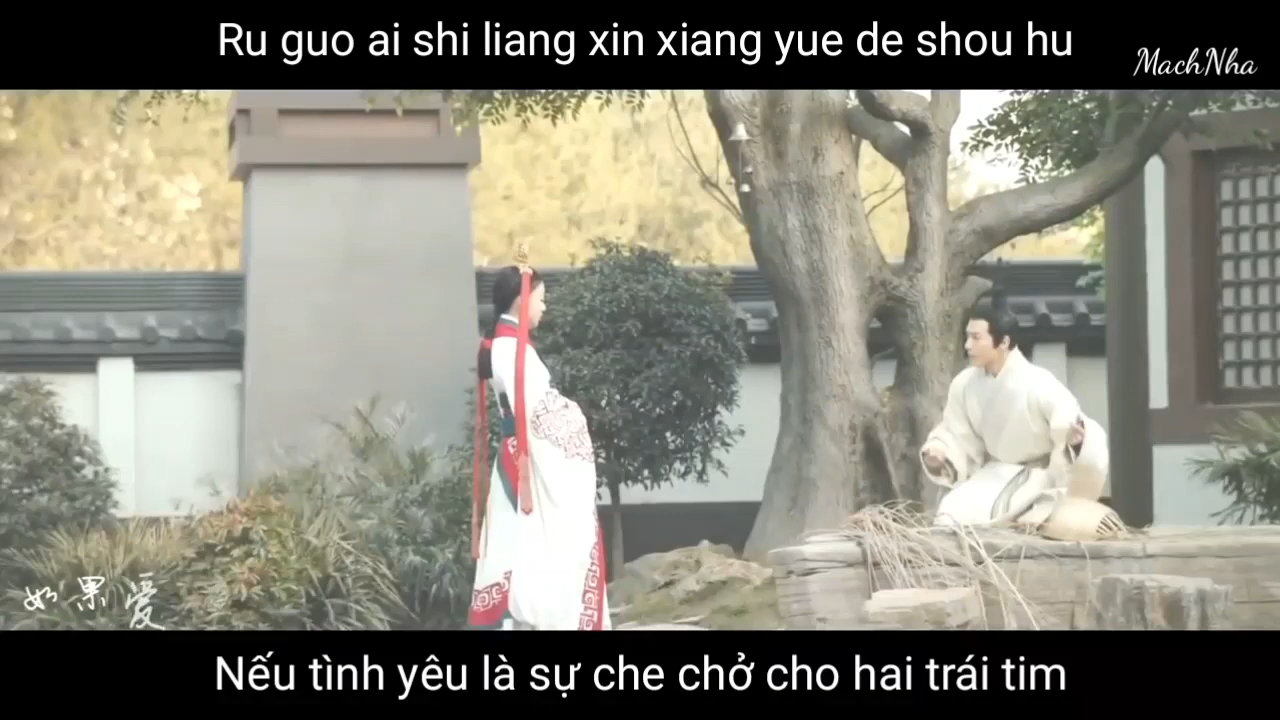 Ru guo ai shi liang xin xiang yue de shou hu
MachNha
如果爱
Nếu tình yêu là sự che chở cho hai trái tim